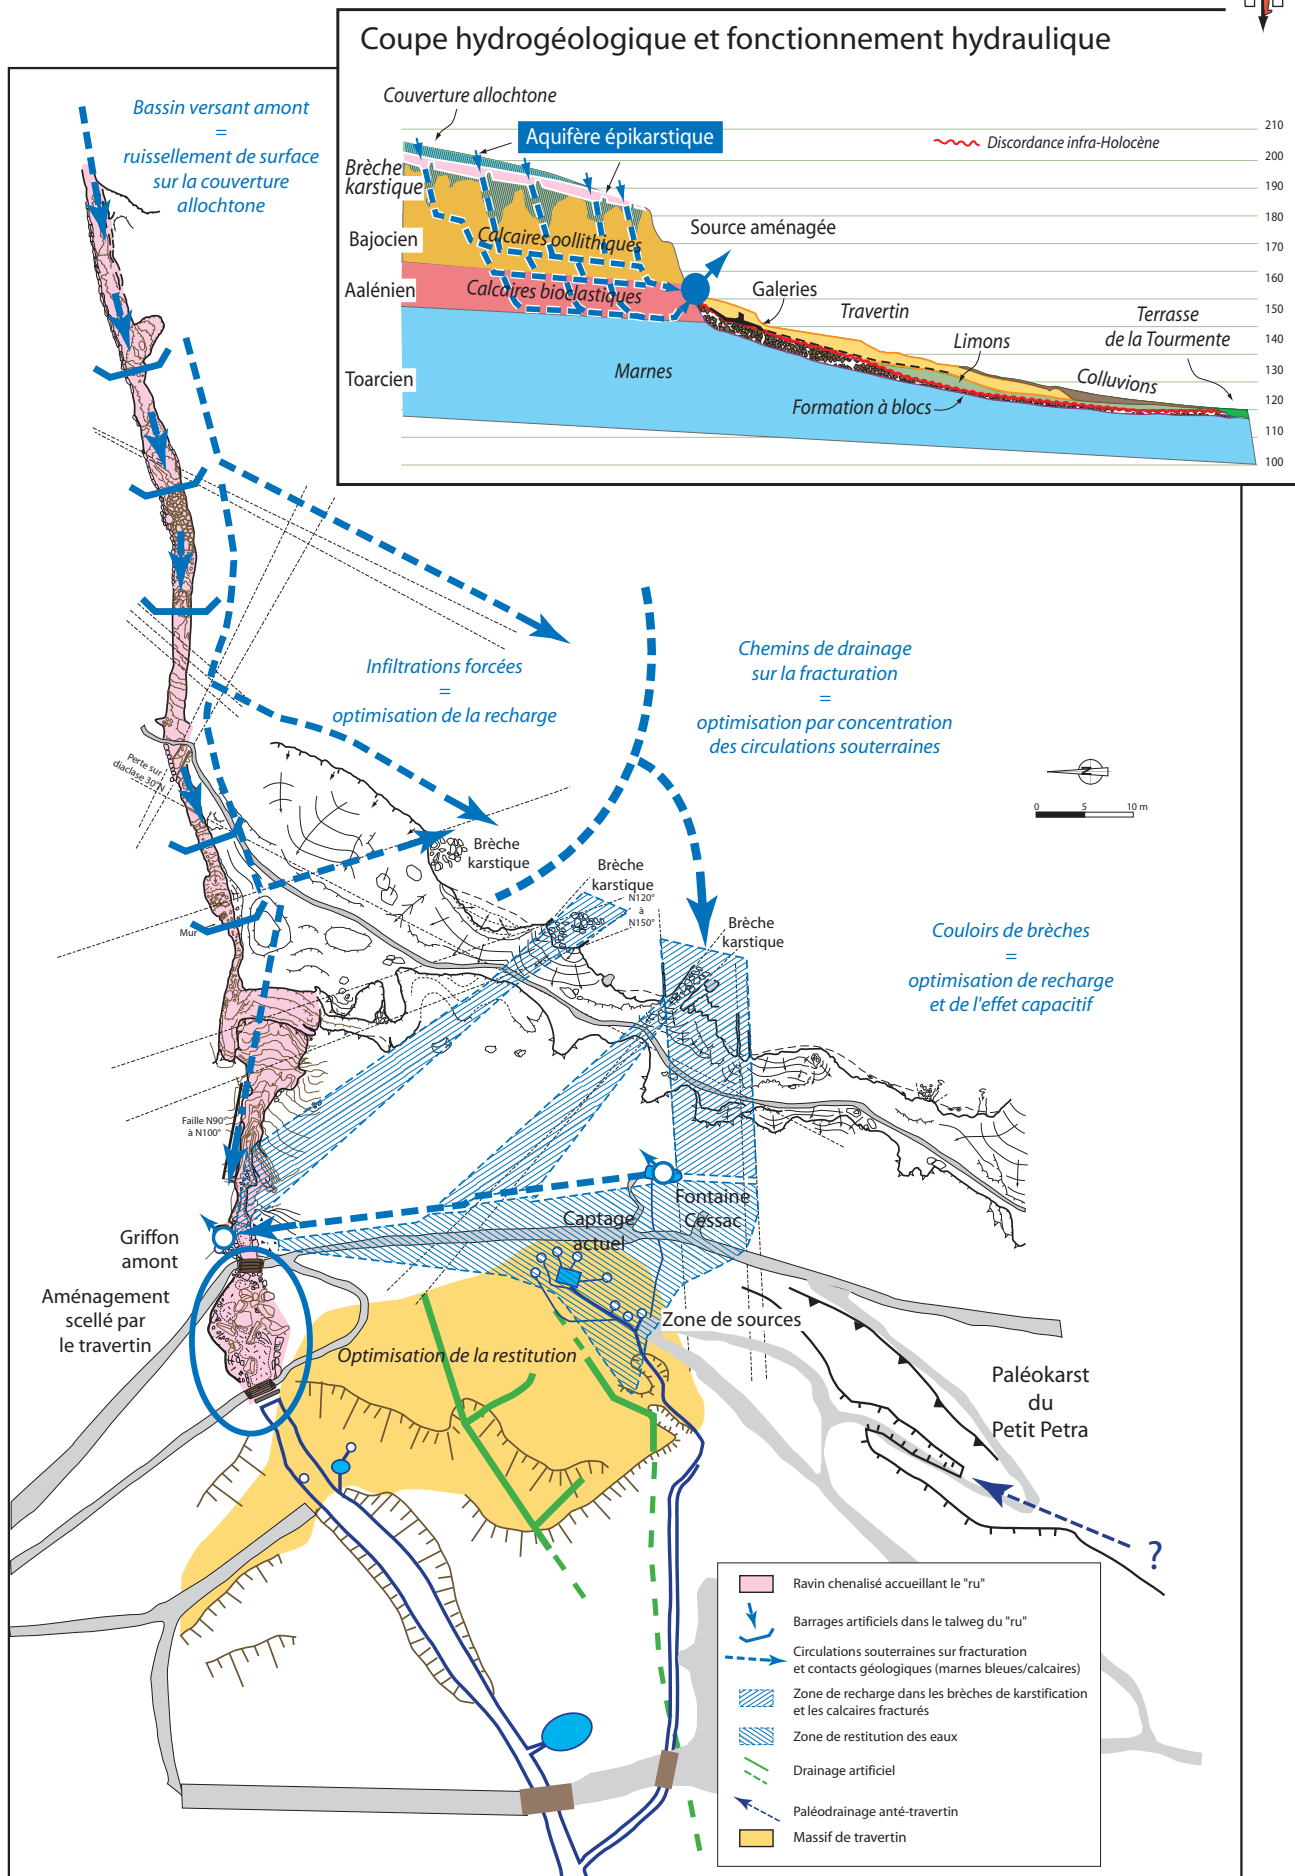 Coupe hydrogéologique et fonctionnement hydraulique
Couverture allochtone
Aquifère épikarstique
Discordance infra-Holocène
Brèche
karstique
Bajocien
Aalénien
Toarcien
Calcaires oollithiques
Calcaires bioclastiques
Marnes
Source aménagée
Galeries
Travertin
Limons
Terrasse
de la Tourmente
Colluvions
Formation à blocs
210
200
190
180
170
160
150
140
130
120
110
100
Bassin versant amont
=
ruissellement de surface
sur la couverture
allochtone
Infiltrations forcées
=
optimisation de la recharge
Chemins de drainage
sur la fracturation
=
optimisation par concentration
des circulations souterraines
N
0 5 10 m
Perte sur
diaclase 30°N
Brèche
karstique
Brèche
karstique
N120°
à
N150°
Brèche
karstique
Couloirs de brèches
=
optimisation de recharge
et de l'effet capacitif
Mur
Faille N90°
à N100°
Griffon
amont
Fontaine
Cessac
Captage
actuel
Aménagement
scellé par
le travertin
Zone de sources
Optimisation de la restitution
Paléokarst
du
Petit Petra
?
Ravin chenalisé accueillant le "ru"
Barrages artificiels dans le talweg du "ru"
Circulations souterraines sur fracturation
et contacts géologiques (marnes bleues/calcaires)
Zone de recharge dans les brèches de karstification
et les calcaires fracturés
Zone de restitution des eaux
Drainage artificiel
Paléodrainage anté-travertin
Massif de travertin